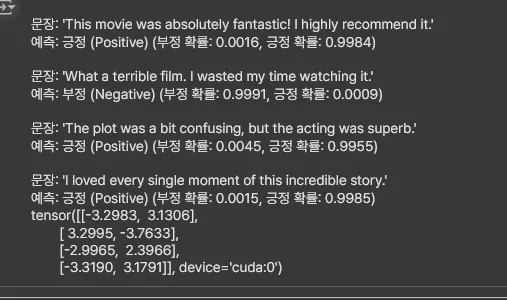 문장: 'This movie was absolutely fantastic! I highly recommend it.'
예측: 긍정 (Positive) (부정 확률: 0.0016, 긍정 확률: 0.9984)
문장: 'What a terrible film. I wasted my time watching it.'
예측: 부정 (Negative) (부정 확률: 0.9991, 긍정 확률: 0.0009)
문장: 'The plot was a bit confusing, but the acting was superb.'
예측: 긍정 (Positive) (부정 확률: 0.0045, 긍정 확률: 0.9955)
문장: 'I loved every single moment of this incredible story.'
예측: 긍정 (Positive) (부정 확률: 0.0015, 긍정 확률: 0.9985)
tensor([[-3.2983,  3.1306],
[ 3.2995, -3.7633],
[-2.9965,  2.3966],
[-3.3190,  3.1791]], device='cuda:0')